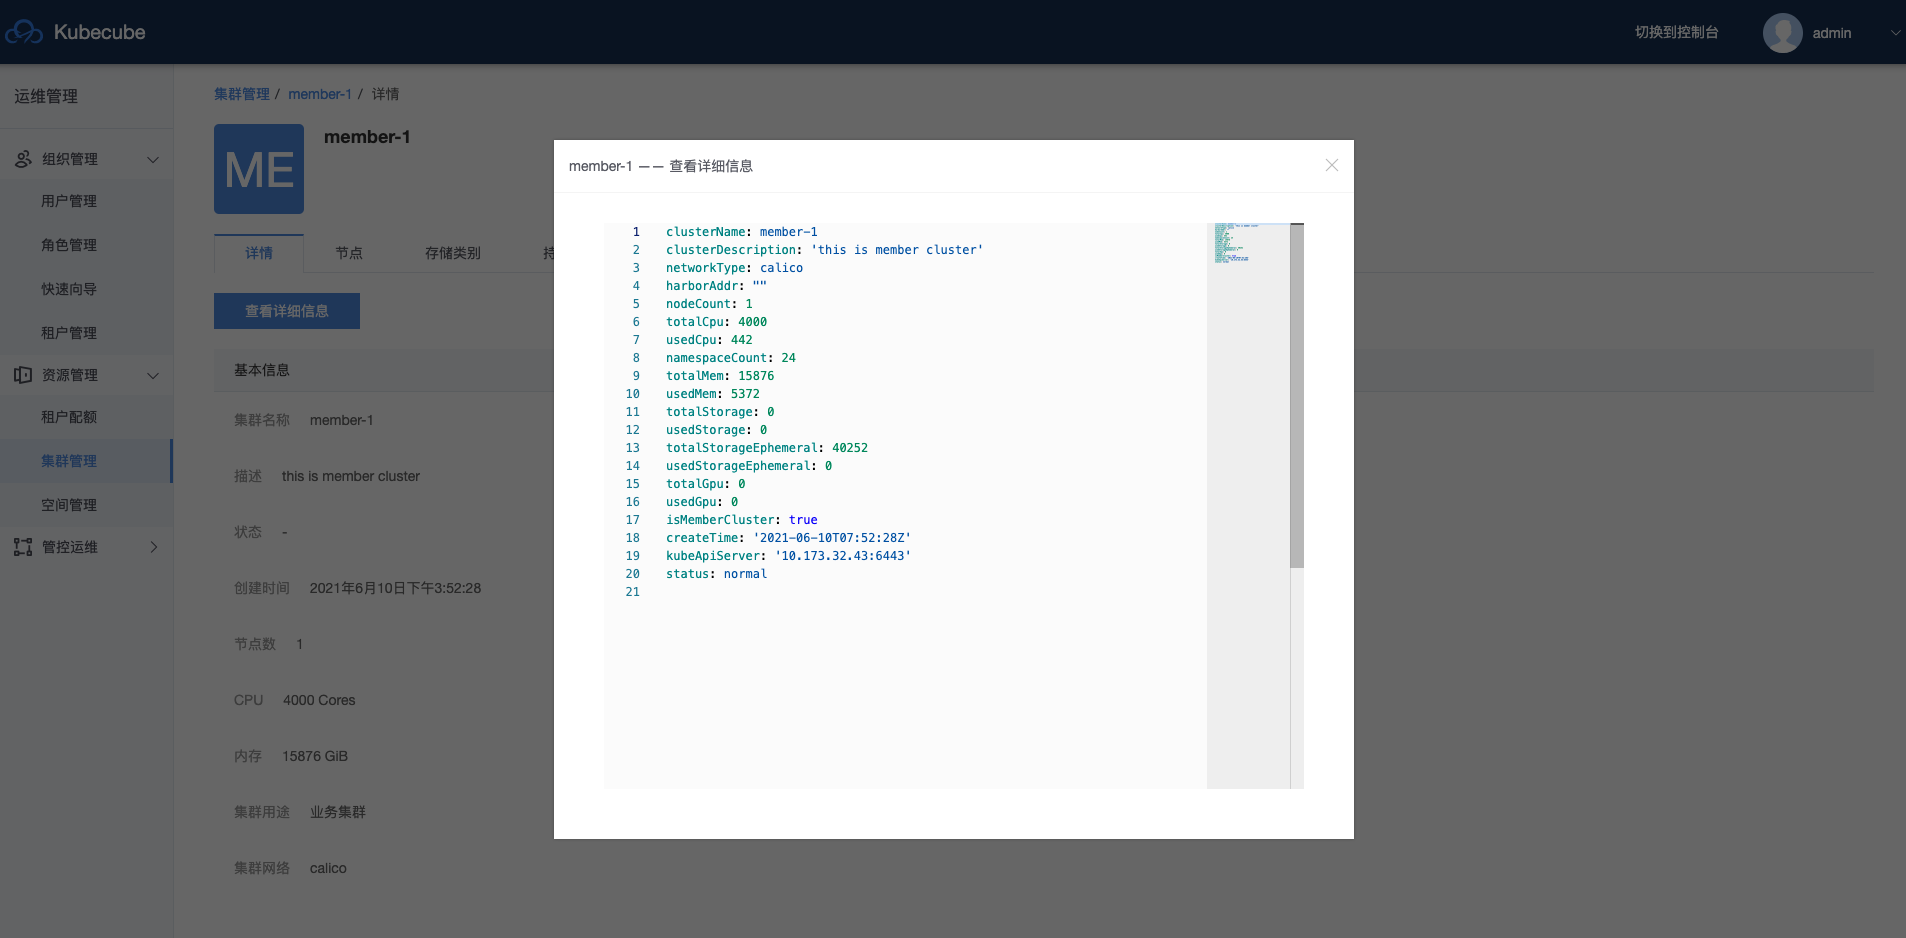 Kubecube
切换到控制台
admin
运维管理
组织管理
用户管理
角色管理
快速向导
租户管理
资源管理
租户配额
集群管理
空间管理
管控运维
集群管理 / member-1 / 详情
ME
member-1
详情 节点 存储类别 持
查看详细信息
基本信息
集群名称 member-1
描述 this is member cluster
状态 -
创建时间 2021年6月10日下午3:52:28
节点数 1
CPU 4000 Cores
内存 15876 GiB
集群用途 业务集群
集群网络 calico
member-1 —— 查看详细信息
1 clusterName: member-1
2 clusterDescription: 'this is member cluster'
3 networkType: calico
4 harborAddr: ""
5 nodeCount: 1
6 totalCpu: 4000
7 usedCpu: 442
8 namespaceCount: 24
9 totalMem: 15876
10 usedMem: 5372
11 totalStorage: 0
12 usedStorage: 0
13 totalStorageEphemeral: 40252
14 usedStorageEphemeral: 0
15 totalGpu: 0
16 usedGpu: 0
17 isMemberCluster: true
18 createTime: '2021-06-10T07:52:28Z'
19 kubeApiServer: '10.173.32.43:6443'
20 status: normal
21